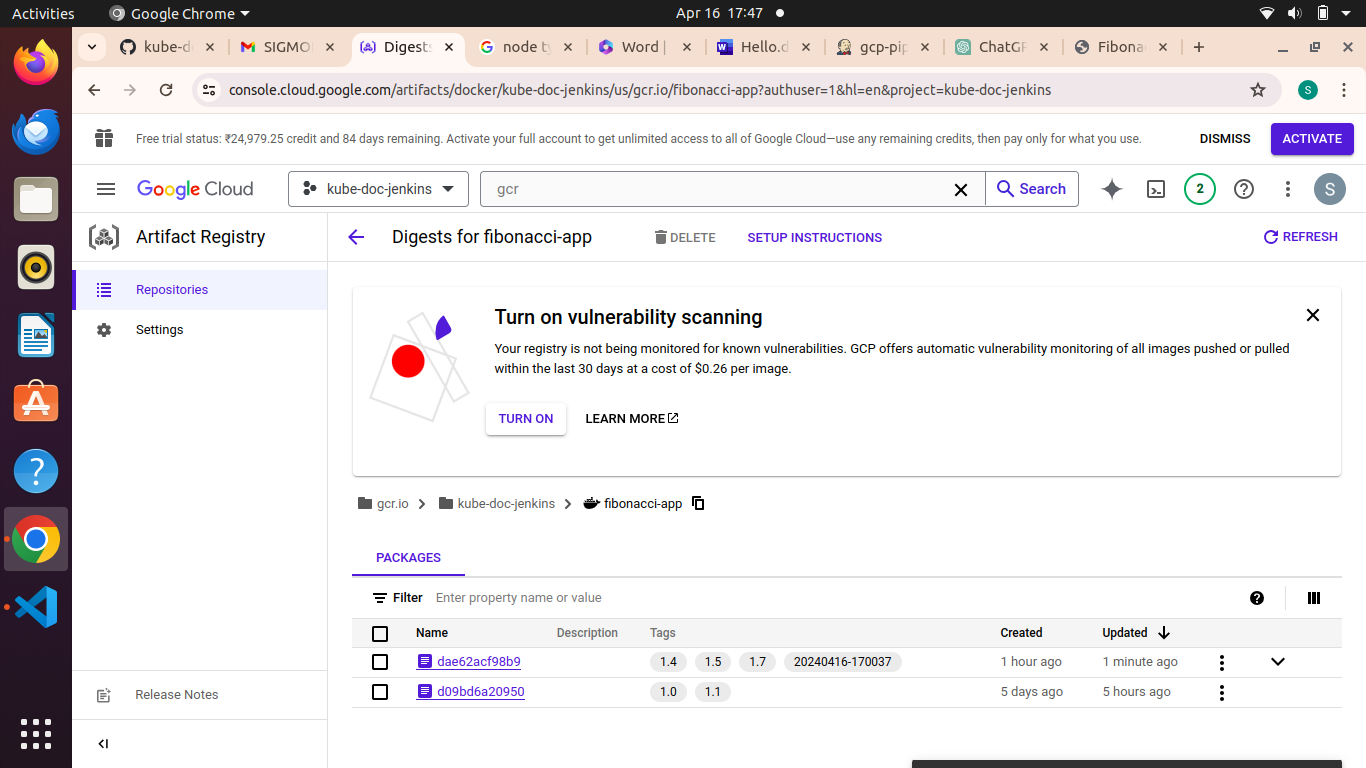 Activities
Google Chrome
Apr 16 17:47
kube-d
SIGMO
Digests
node ty
Word |
Hello.d
gcp-pip
ChatGP
Fibona
console.cloud.google.com/artifacts/docker/kube-doc-jenkins/us/gcr.io/fibonacci-app?authuser=1&hl=en&project=kube-doc-jenkins
S
Free trial status: ₹24,979.25 credit and 84 days remaining. Activate your full account to get unlimited access to all of Google Cloud—use any remaining credits, then pay only for what you use.
DISMISS
ACTIVATE
Google Cloud
kube-doc-jenkins
gcr
Search
2
S
Artifact Registry
Digests for fibonacci-app
DELETE
SETUP INSTRUCTIONS
REFRESH
Repositories
Settings
Turn on vulnerability scanning
Your registry is not being monitored for known vulnerabilities. GCP offers automatic vulnerability monitoring of all images pushed or pulled
within the last 30 days at a cost of $0.26 per image.
TURN ON
LEARN MORE
gcr.io
kube-doc-jenkins
fibonacci-app
PACKAGES
Filter Enter property name or value
Name Description Tags Created Updated
dae62acf98b9 1.4 1.5 1.7 20240416-170037 1 hour ago 1 minute ago
d09bd6a20950 1.0 1.1 5 days ago 5 hours ago
Release Notes